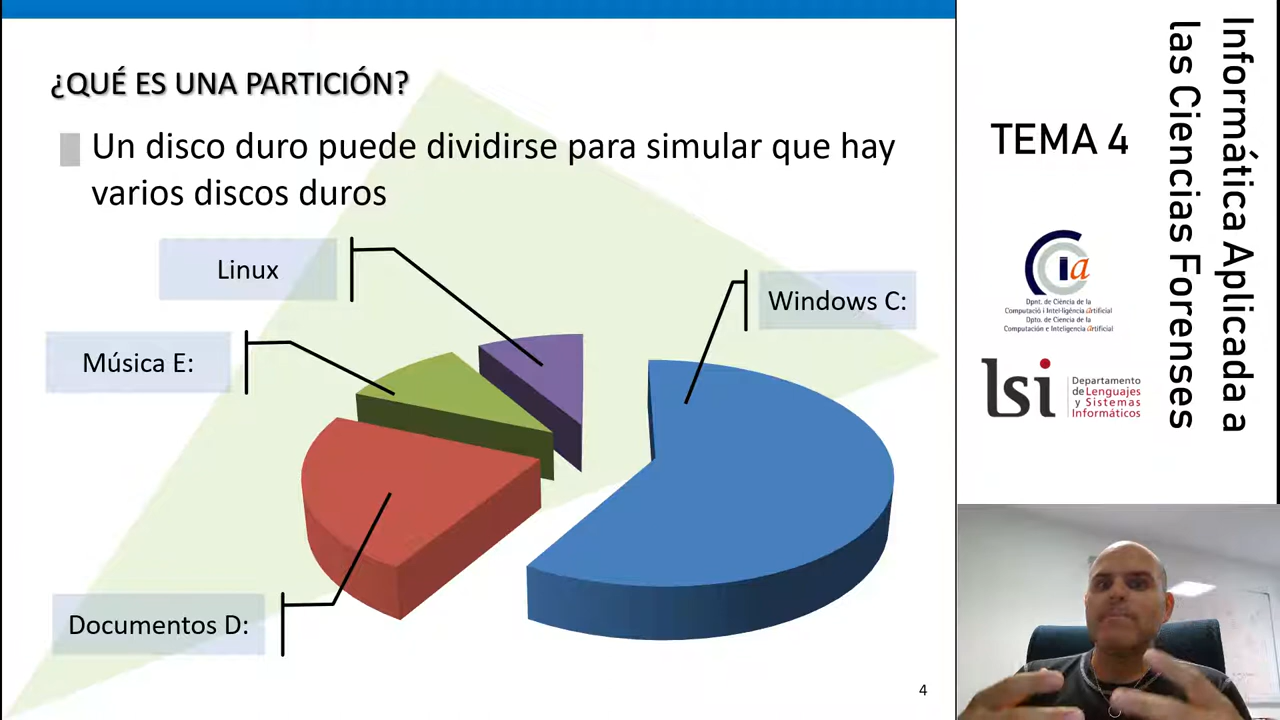 ¿QUÉ ES UNA PARTICIÓN?
Un disco duro puede dividirse para simular que hay
varios discos duros
Linux
Windows C:
Música E:
Documentos D:
4
TEMA 4
Informática Aplicada a
las Ciencias Forenses
ia
Dpnt. de Ciència de la
Computació i Intel·ligència artificial
Dpto. de Ciencia de la
Computación e Inteligencia artificial
lsi
Departamento
de Lenguajes
y Sistemas
Informáticos